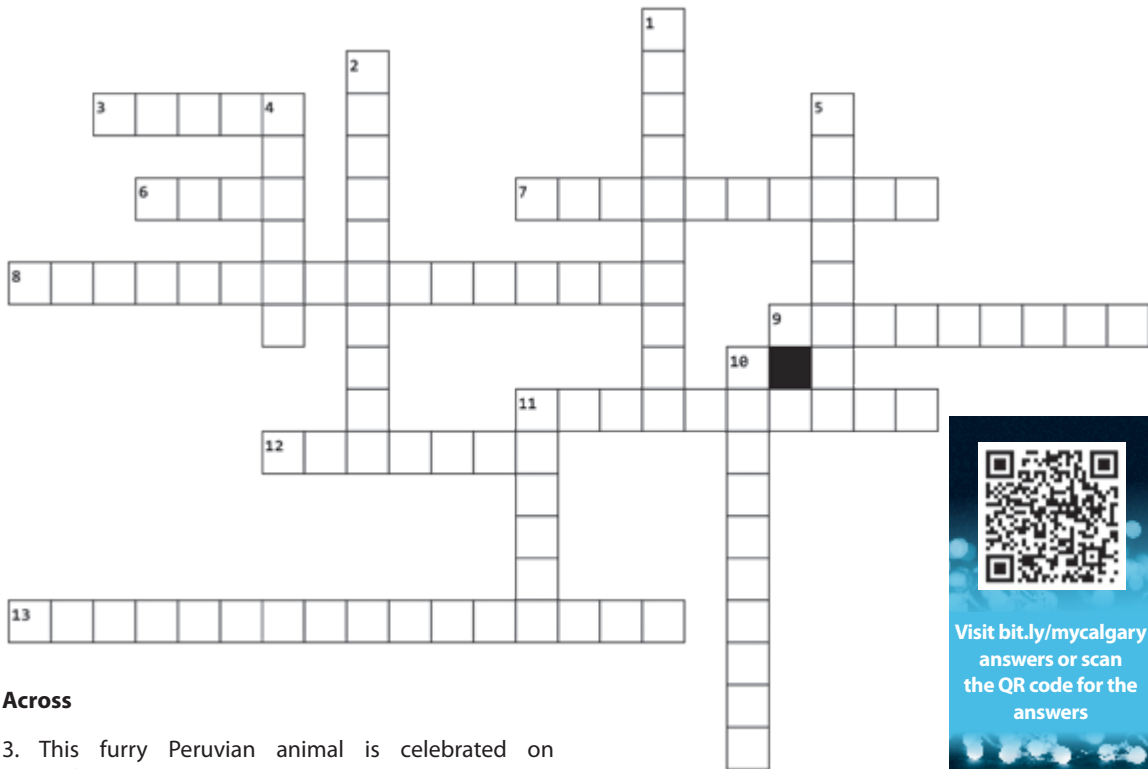 1
2
3 4 5
6 7
8
9
10
11
12
13
Visit bit.ly/mycalgary
answers or scan
the QR code for the
answers
Across
3. This furry Peruvian animal is celebrated on